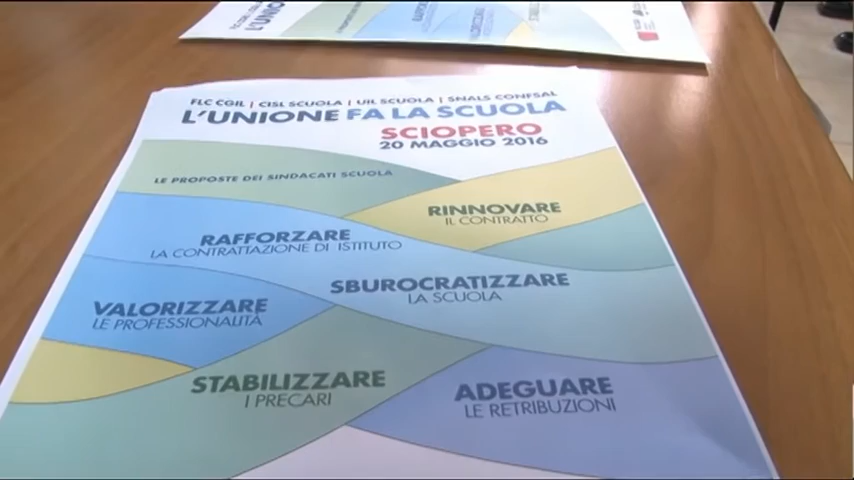 FLC CGIL | CISL SCUOLA | UIL SCUOLA | SNALS CONFSAL
L'UNIONE FA LA SCUOLA
SCIOPERO
20 MAGGIO 2016
LE PROPOSTE DEI SINDACATI SCUOLA
RINNOVARE
IL CONTRATTO
RAFFORZARE
LA CONTRATTAZIONE DI ISTITUTO
SBUROCRATIZZARE
LA SCUOLA
VALORIZZARE
LE PROFESSIONALITÀ
STABILIZZARE
I PRECARI
ADEGUARE
LE RETRIBUZIONI